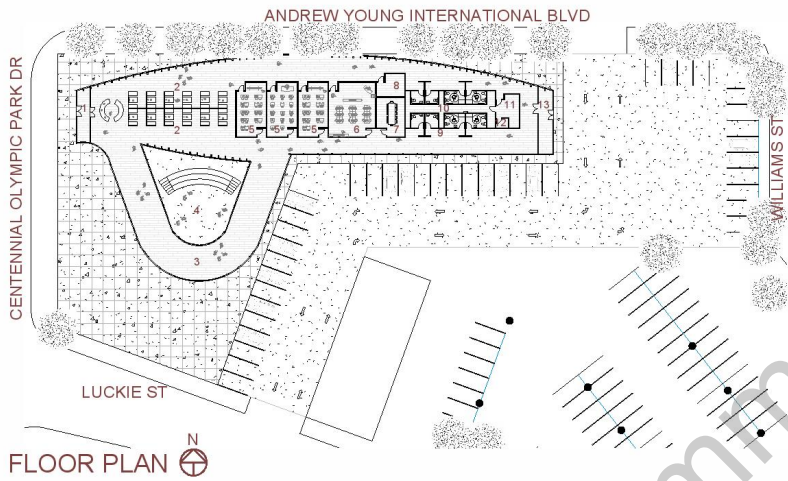 ANDREW YOUNG INTERNATIONAL BLVD
CENTENNIAL OLYMPIC PARK DR
WILLIAMS ST
2
8
1
11
13
10
2
5
5
5
6
7
9
12
4
3
LUCKIE ST
N
FLOOR PLAN